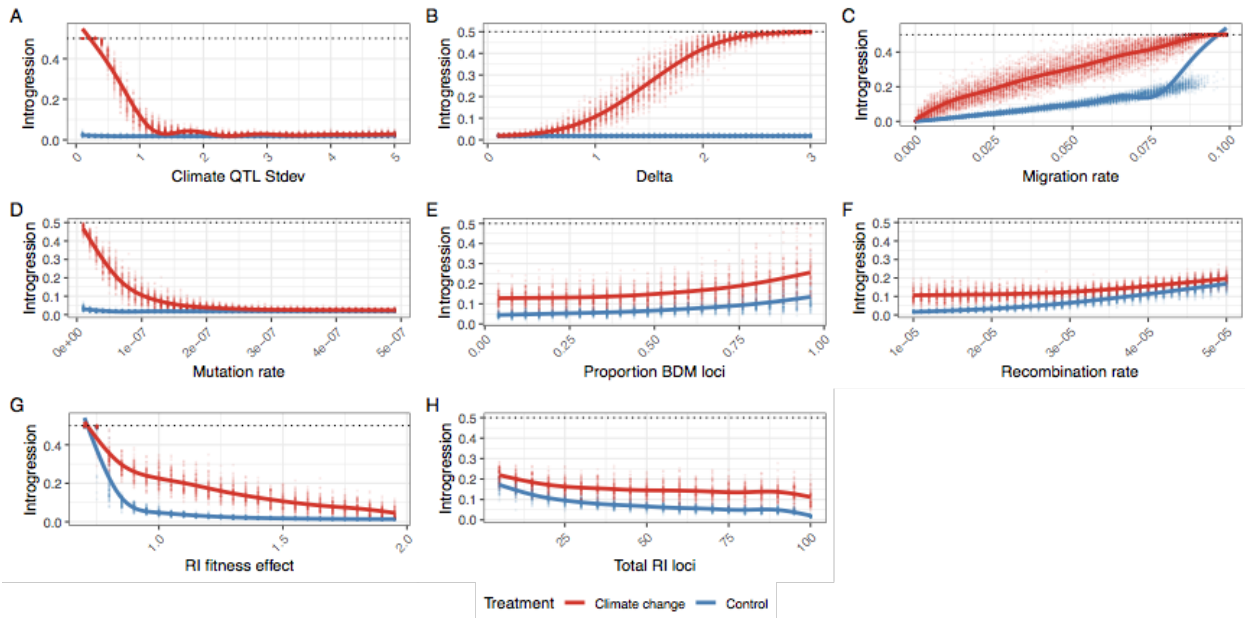 A
Introgression
0.4
0.2
0.0
0
1
2
3
4
5
Climate QTL Stdev
B
Introgression
0.5
0.4
0.3
0.2
0.1
0.0
0
1
2
3
Delta
C
Introgression
0.4
0.2
0.0
0.000
0.025
0.050
0.075
0.100
Migration rate
D
Introgression
0.5
0.4
0.3
0.2
0.1
0.0
0e+00
1e-07
2e-07
3e-07
4e-07
5e-07
Mutation rate
E
Introgression
0.5
0.4
0.3
0.2
0.1
0.0
0.00
0.25
0.50
0.75
1.00
Proportion BDM loci
F
Introgression
0.5
0.4
0.3
0.2
0.1
0.0
1e-05
2e-05
3e-05
4e-05
5e-05
Recombination rate
G
Introgression
0.4
0.2
0.0
1.0
1.5
2.0
RI fitness effect
H
Introgression
0.5
0.4
0.3
0.2
0.1
0.0
25
50
75
100
Total RI loci
Treatment Climate change Control